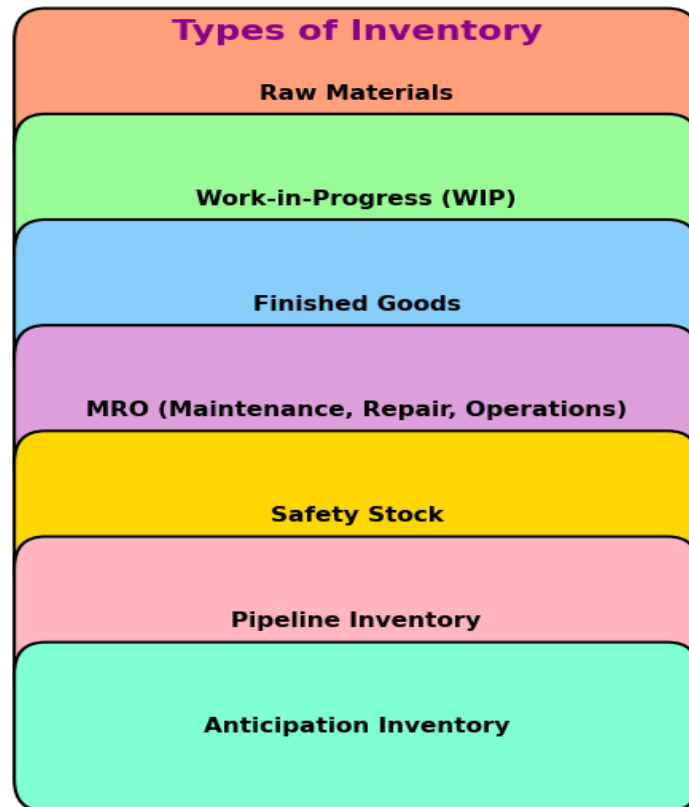 Types of Inventory
Raw Materials
Work-in-Progress (WIP)
Finished Goods
MRO (Maintenance, Repair, Operations)
Safety Stock
Pipeline Inventory
Anticipation Inventory